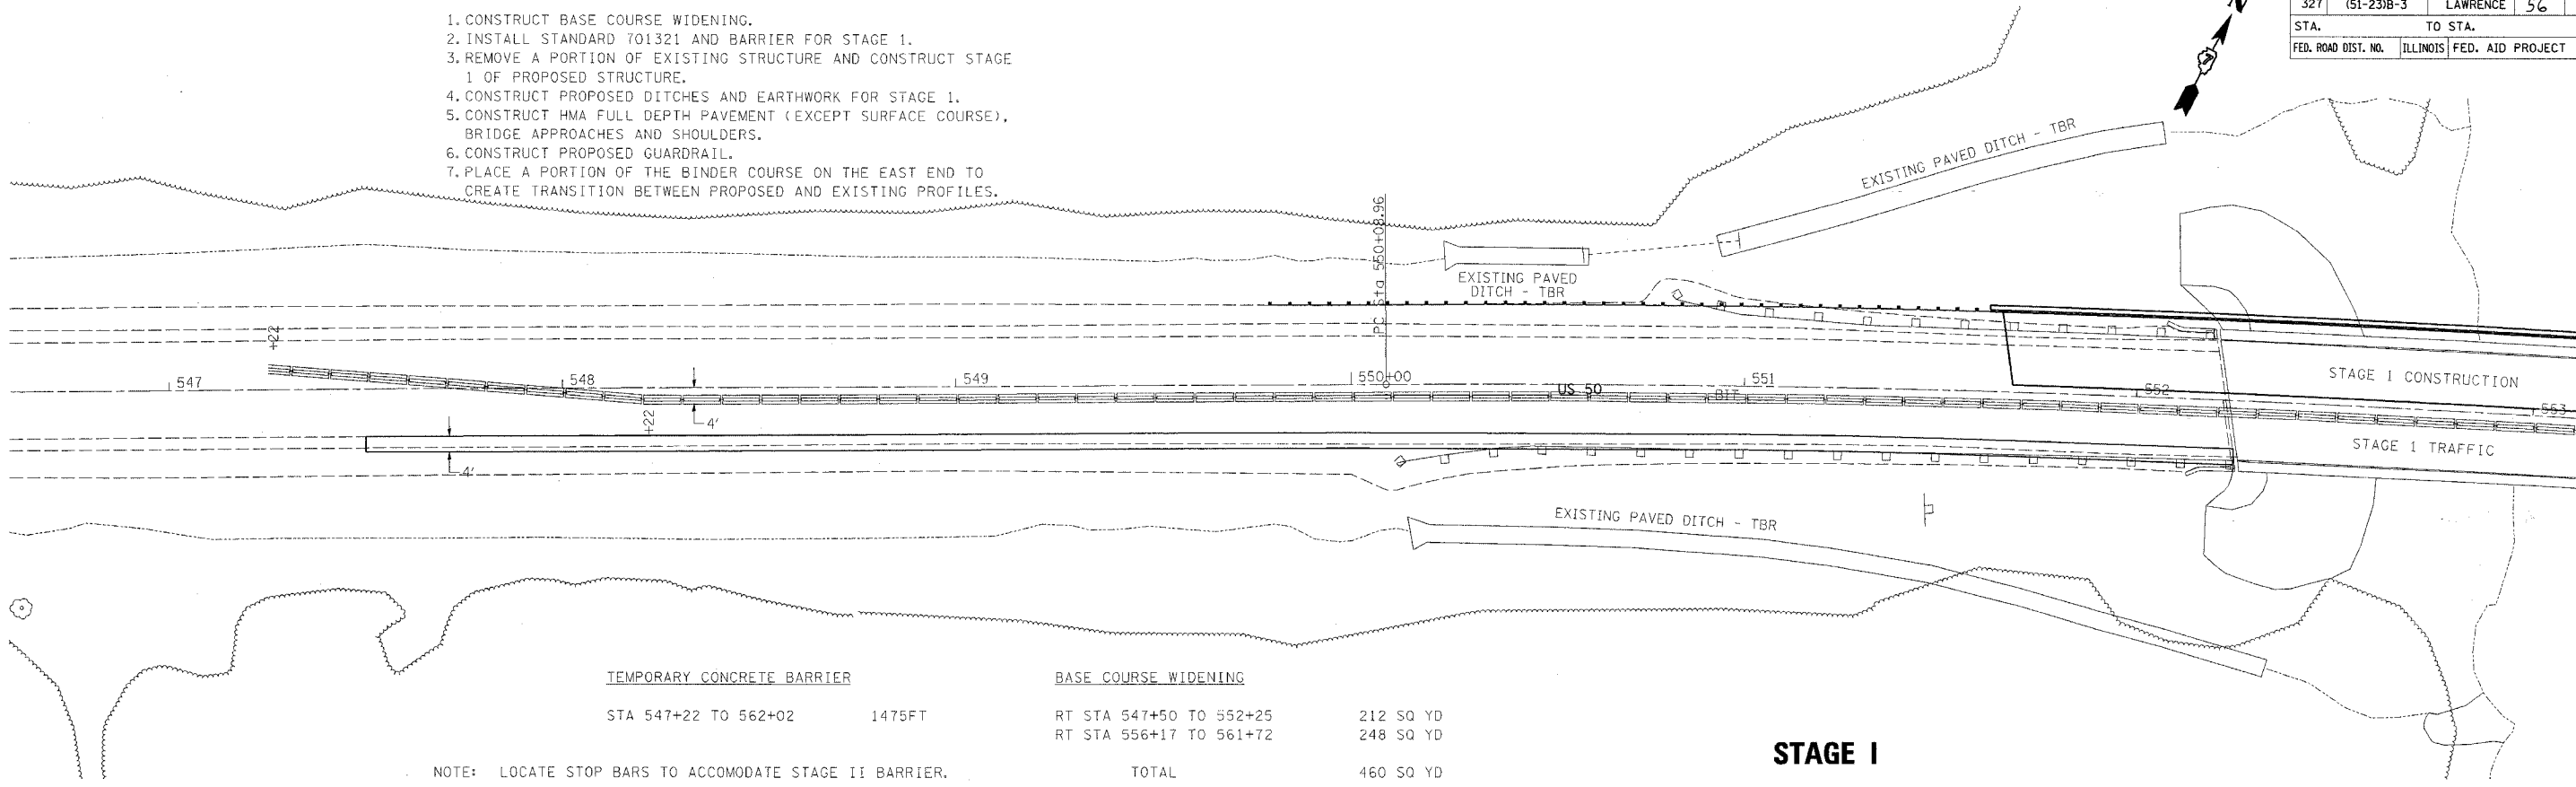 1. CONSTRUCT BASE COURSE WIDENING.
2. INSTALL STANDARD 701321 AND BARRIER FOR STAGE 1.
3. REMOVE A PORTION OF EXISTING STRUCTURE AND CONSTRUCT STAGE
1 OF PROPOSED STRUCTURE.
4. CONSTRUCT PROPOSED DITCHES AND EARTHWORK FOR STAGE 1.
5. CONSTRUCT HMA FULL DEPTH PAVEMENT (EXCEPT SURFACE COURSE),
BRIDGE APPROACHES AND SHOULDERS.
6. CONSTRUCT PROPOSED GUARDRAIL.
7. PLACE A PORTION OF THE BINDER COURSE ON THE EAST END TO
CREATE TRANSITION BETWEEN PROPOSED AND EXISTING PROFILES.
327 (51-23)B-3 LAWRENCE 56
STA. TO STA.
FED. ROAD DIST. NO. ILLINOIS FED. AID PROJECT
7
EXISTING PAVED DITCH - TBR
PC Sta 550+08.96
EXISTING PAVED
DITCH - TBR
+22
547
548
549
550+00
551
552
553
US 50
BIT
STAGE 1 CONSTRUCTION
+22
4'
4'
STAGE 1 TRAFFIC
EXISTING PAVED DITCH - TBR
TEMPORARY CONCRETE BARRIER
STA 547+22 TO 562+02 1475FT
BASE COURSE WIDENING
RT STA 547+50 TO 552+25 212 SQ YD
RT STA 556+17 TO 561+72 248 SQ YD
TOTAL 460 SQ YD
NOTE: LOCATE STOP BARS TO ACCOMODATE STAGE II BARRIER.
STAGE I